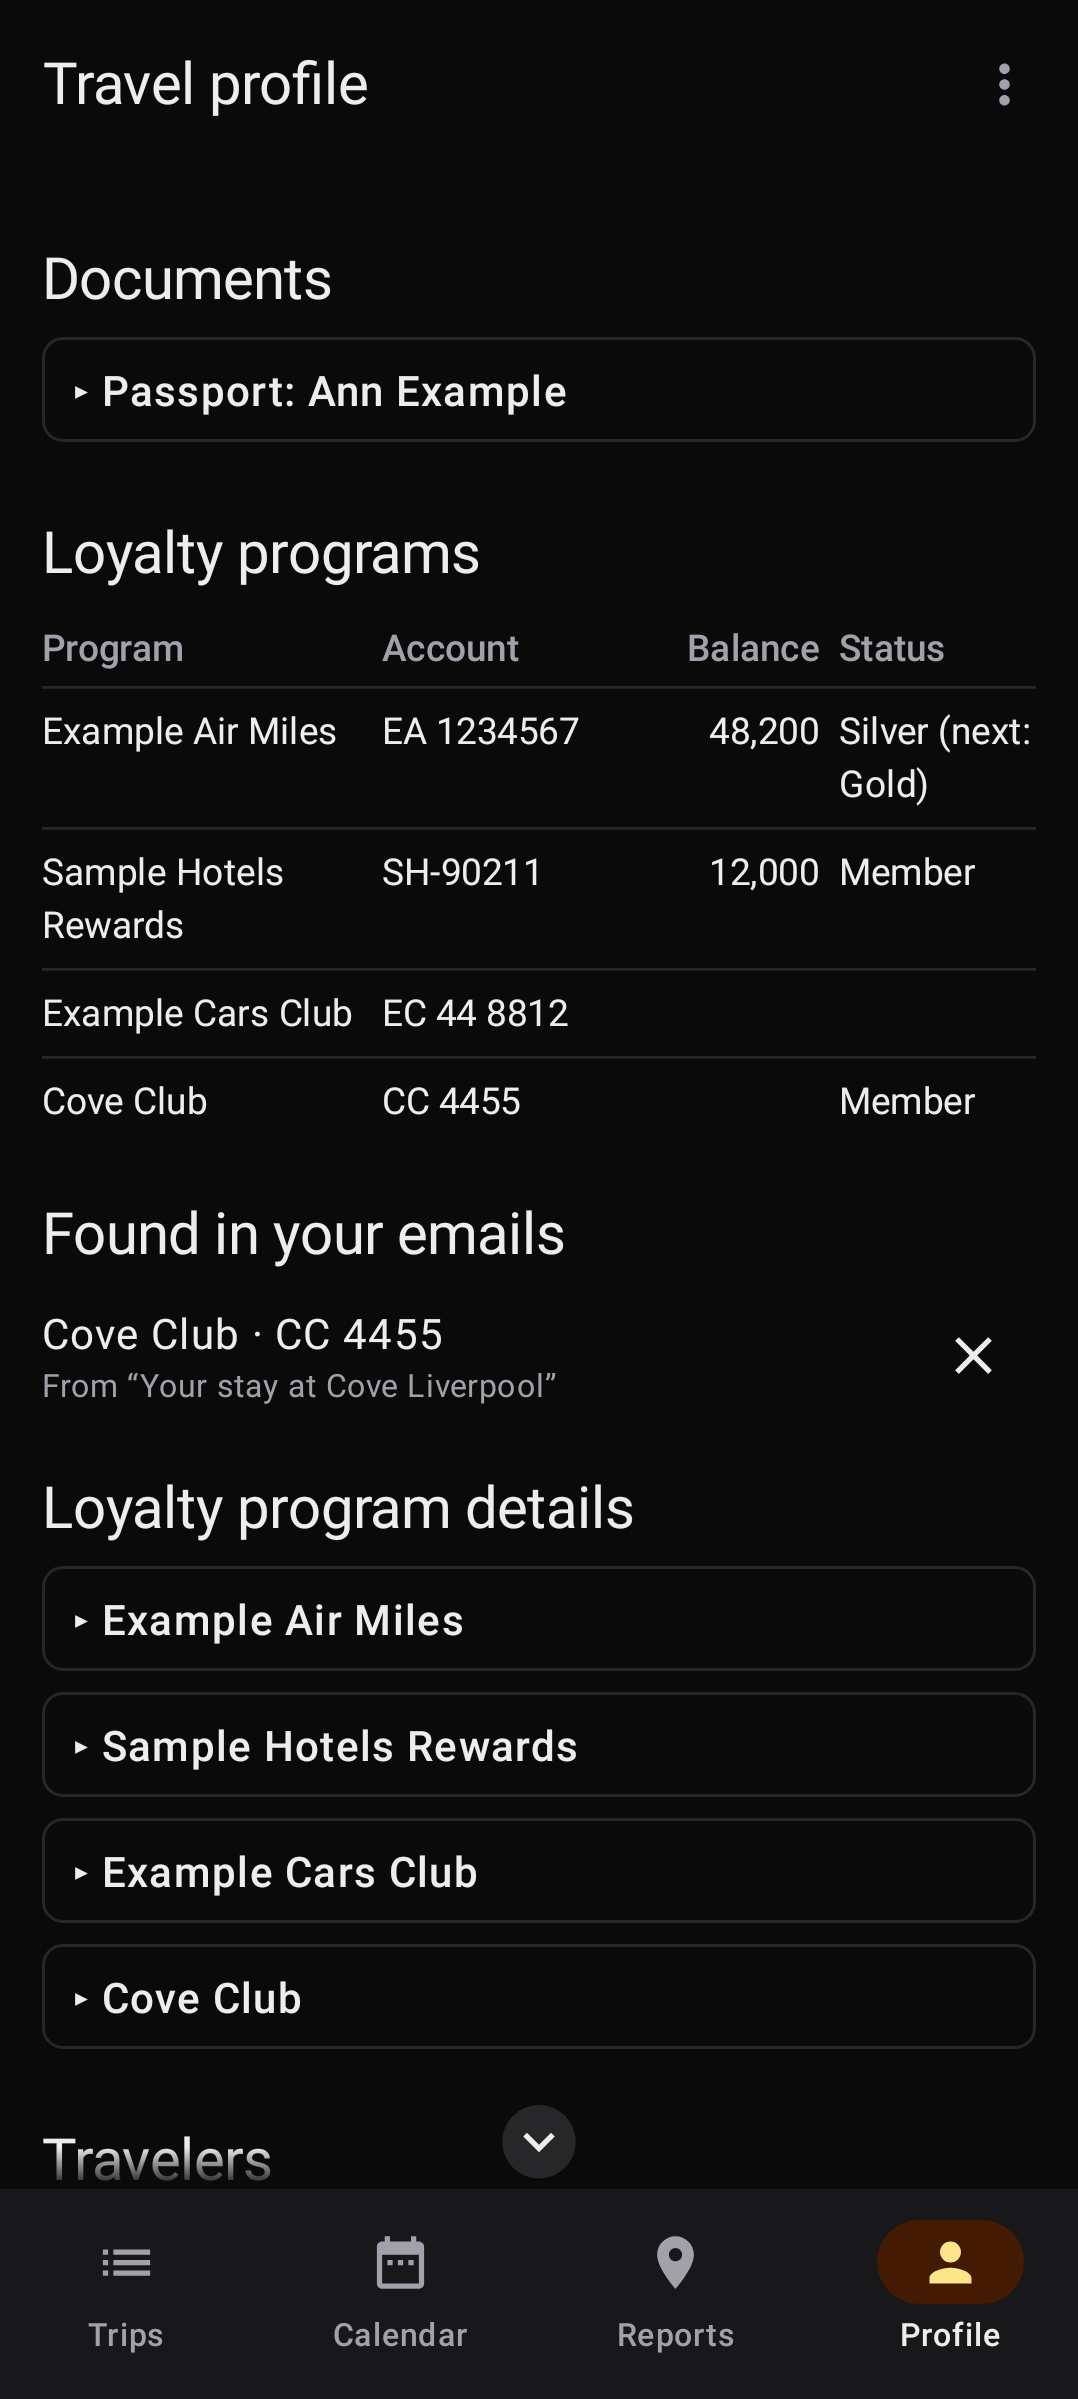 Travel profile
Documents
▸ Passport: Ann Example
Loyalty programs
Program Account Balance Status
Example Air Miles EA 1234567 48,200 Silver (next:
Gold)
Sample Hotels SH-90211 12,000 Member
Rewards
Example Cars Club EC 44 8812
Cove Club CC 4455 Member
Found in your emails
Cove Club · CC 4455
From “Your stay at Cove Liverpool”
Loyalty program details
▸ Example Air Miles
▸ Sample Hotels Rewards
▸ Example Cars Club
▸ Cove Club
Travelers
Trips Calendar Reports Profile